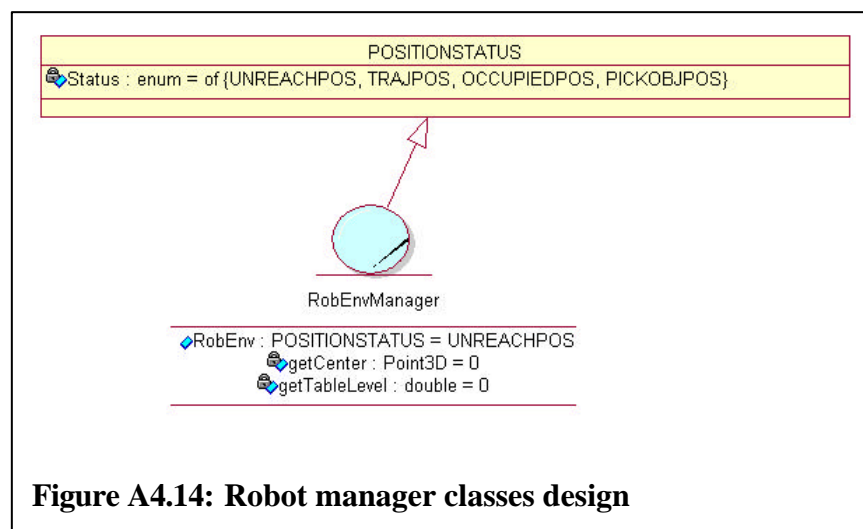 POSITIONSTATUS
Status : enum = of {UNREACHPOS, TRAJPOS, OCCUPIEDPOS, PICKOBJPOS}
RobEnvManager
RobEnv : POSITIONSTATUS = UNREACHPOS
getCenter : Point3D = 0
getTableLevel : double = 0
Figure A4.14: Robot manager classes design